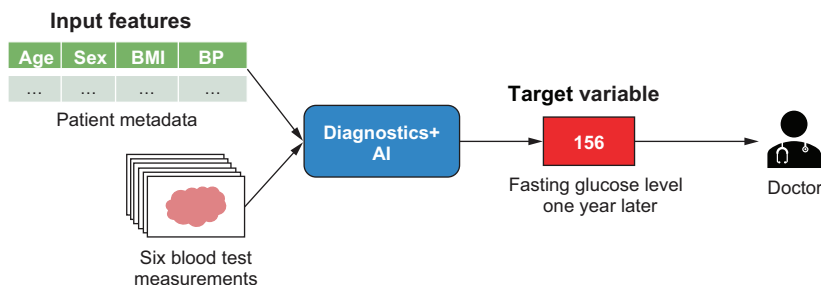 Input features
Age Sex BMI BP
... ... ... ...
Patient metadata
Six blood test
measurements
Diagnostics+
AI
Target variable
156
Fasting glucose level
one year later
Doctor